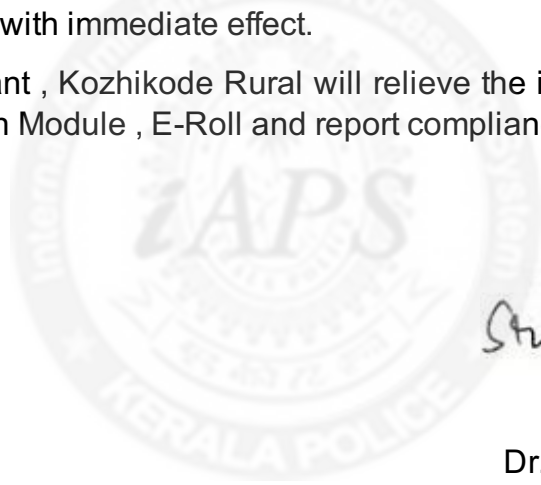 with immediate effect.
ant , Kozhikode Rural will relieve the i
n Module , E-Roll and report complian
iAPS
KERALA POLICE
Dr.